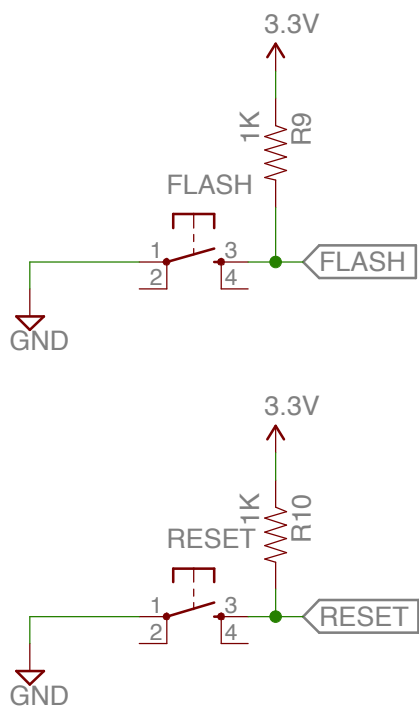 3.3V
1K
R9
FLASH
1 3
2 4
FLASH
GND
3.3V
1K
R10
RESET
1 3
2 4
RESET
GND